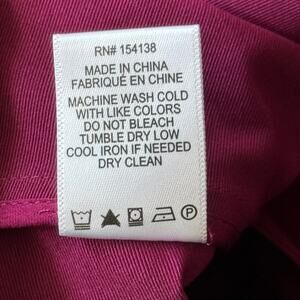 RN# 154138
MADE IN CHINA
FABRIQUÉ EN CHINE
MACHINE WASH COLD
WITH LIKE COLORS
DO NOT BLEACH
TUMBLE DRY LOW
COOL IRON IF NEEDED
DRY CLEAN
P